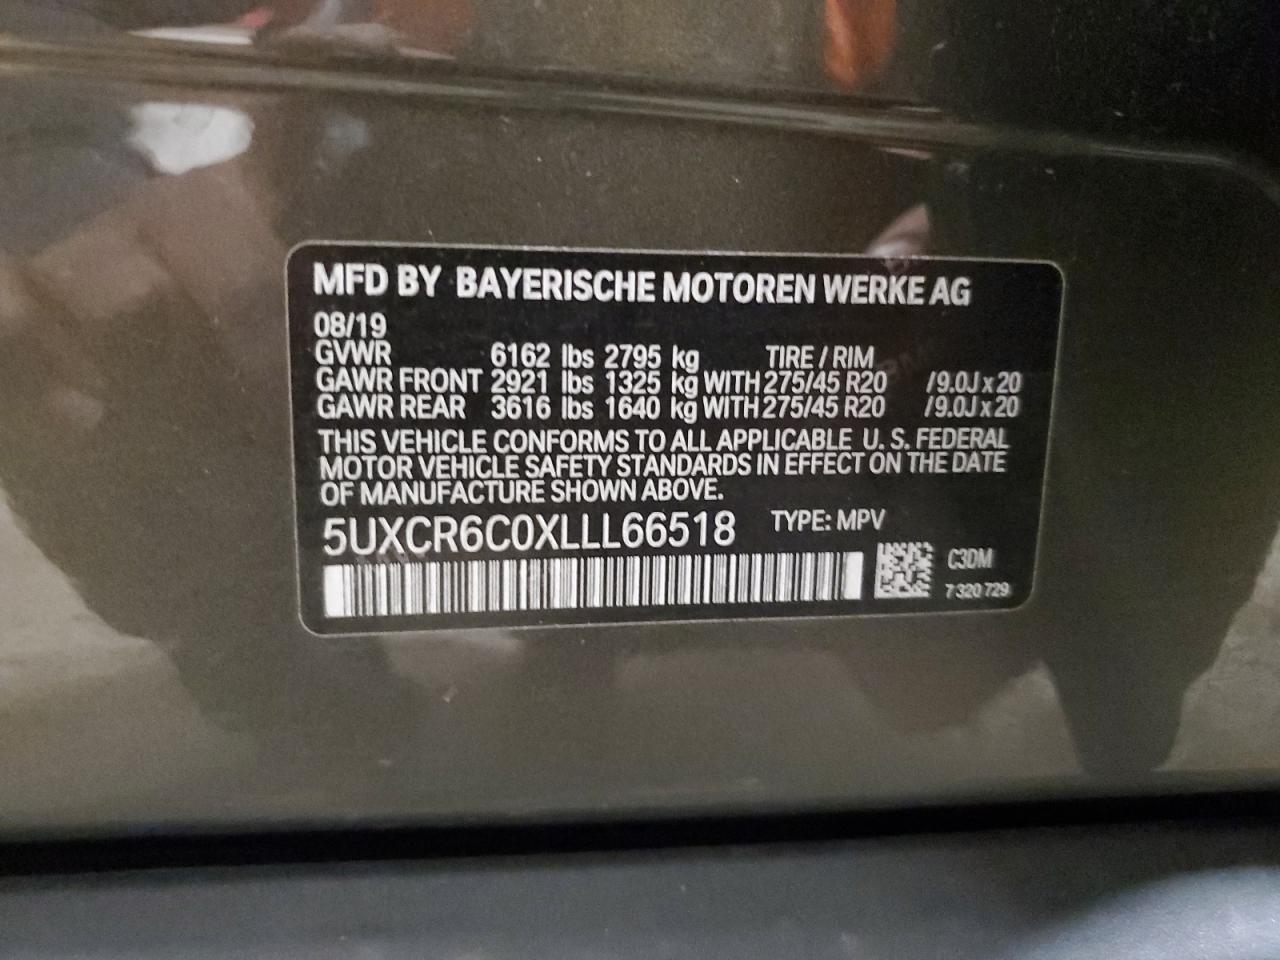 MFD BY BAYERISCHE MOTOREN WERKE AG
08/19
GVWR 6162 lbs 2795 kg TIRE / RIM
GAWR FRONT 2921 lbs 1325 kg WITH 275/45 R20 /9.0J x 20
GAWR REAR 3616 lbs 1640 kg WITH 275/45 R20 /9.0J x 20
THIS VEHICLE CONFORMS TO ALL APPLICABLE U. S. FEDERAL
MOTOR VEHICLE SAFETY STANDARDS IN EFFECT ON THE DATE
OF MANUFACTURE SHOWN ABOVE.
5UXCR6C0XLLL66518 TYPE: MPV
C3DM
7 320 729